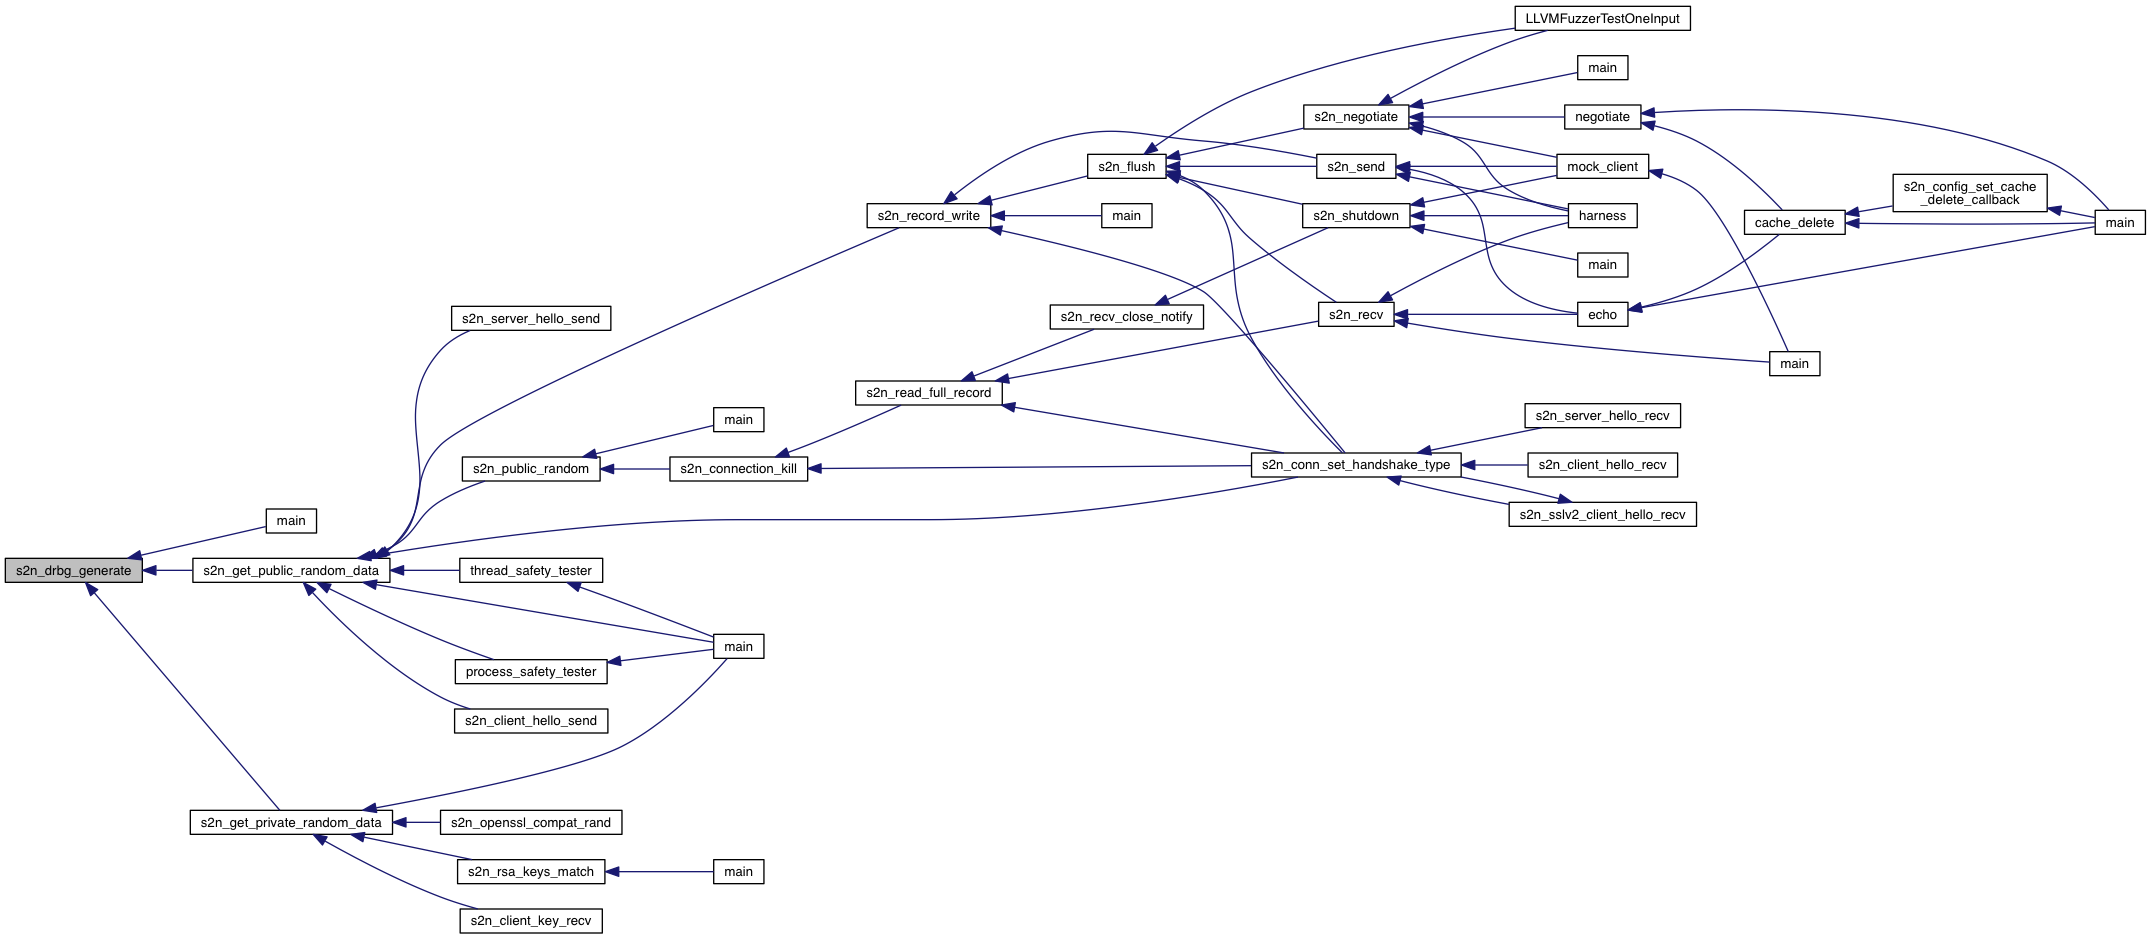 LLVMFuzzerTestOneInput
main
s2n_negotiate
negotiate
s2n_flush
s2n_send
mock_client
s2n_config_set_cache
_delete_callback
s2n_record_write
main
s2n_shutdown
harness
cache_delete
main
main
s2n_server_hello_send
s2n_recv_close_notify
s2n_recv
echo
main
s2n_read_full_record
main
s2n_server_hello_recv
s2n_public_random
s2n_connection_kill
s2n_conn_set_handshake_type
s2n_client_hello_recv
main
s2n_sslv2_client_hello_recv
s2n_drbg_generate
s2n_get_public_random_data
thread_safety_tester
main
process_safety_tester
s2n_client_hello_send
s2n_get_private_random_data
s2n_openssl_compat_rand
s2n_rsa_keys_match
main
s2n_client_key_recv